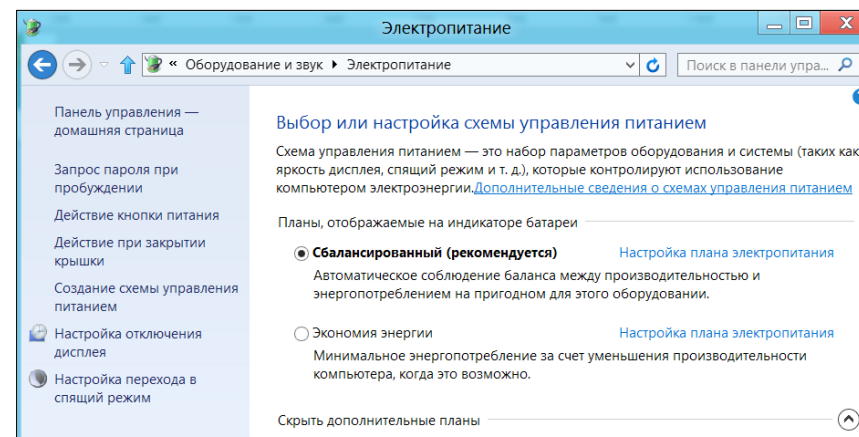 Электропитание
« Оборудование и звук ▸ Электропитание
Поиск в панели упра...
Панель управления —
домашняя страница
Запрос пароля при
пробуждении
Действие кнопки питания
Действие при закрытии
крышки
Создание схемы управления
питанием
Настройка отключения
дисплея
Настройка перехода в
спящий режим
Выбор или настройка схемы управления питанием
Схема управления питанием — это набор параметров оборудования и системы (таких как
яркость дисплея, спящий режим и т. д.), которые контролируют использование
компьютером электроэнергии.Дополнительные сведения о схемах управления питанием
Планы, отображаемые на индикаторе батареи
Сбалансированный (рекомендуется) Настройка плана электропитания
Автоматическое соблюдение баланса между производительностью и
энергопотреблением на пригодном для этого оборудовании.
Экономия энергии Настройка плана электропитания
Минимальное энергопотребление за счет уменьшения производительности
компьютера, когда это возможно.
Скрыть дополнительные планы